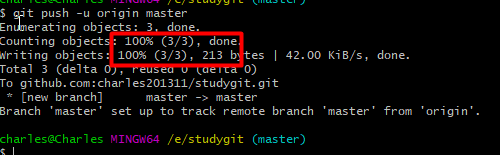 $ git push -u origin master
Enumerating objects: 3, done.
Counting objects: 100% (3/3), done.
Writing objects: 100% (3/3), 213 bytes | 42.00 KiB/s, done.
Total 3 (delta 0), reused 0 (delta 0)
To github.com:charles201311/studygit.git
 * [new branch]      master -> master
Branch 'master' set up to track remote branch 'master' from 'origin'.
charles@Charles MINGW64 /e/studygit (master)
$